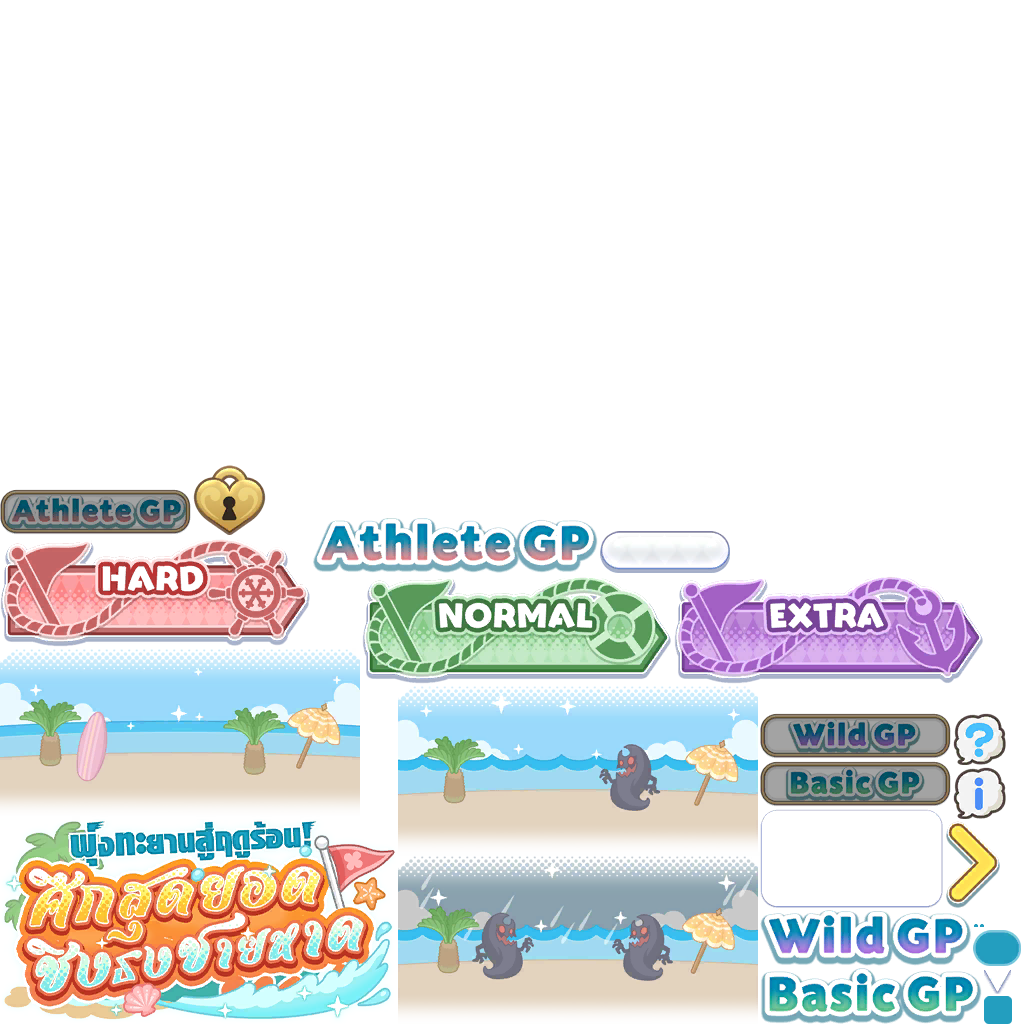 Athlete GP
Athlete GP
HARD
NORMAL
EXTRA
Wild GP
?
Basic GP
i
พุ่งทะยานสู่ฤดูร้อน!
ศึกสุดยอด
ชิงธงชายหาด
Wild GP
Basic GP